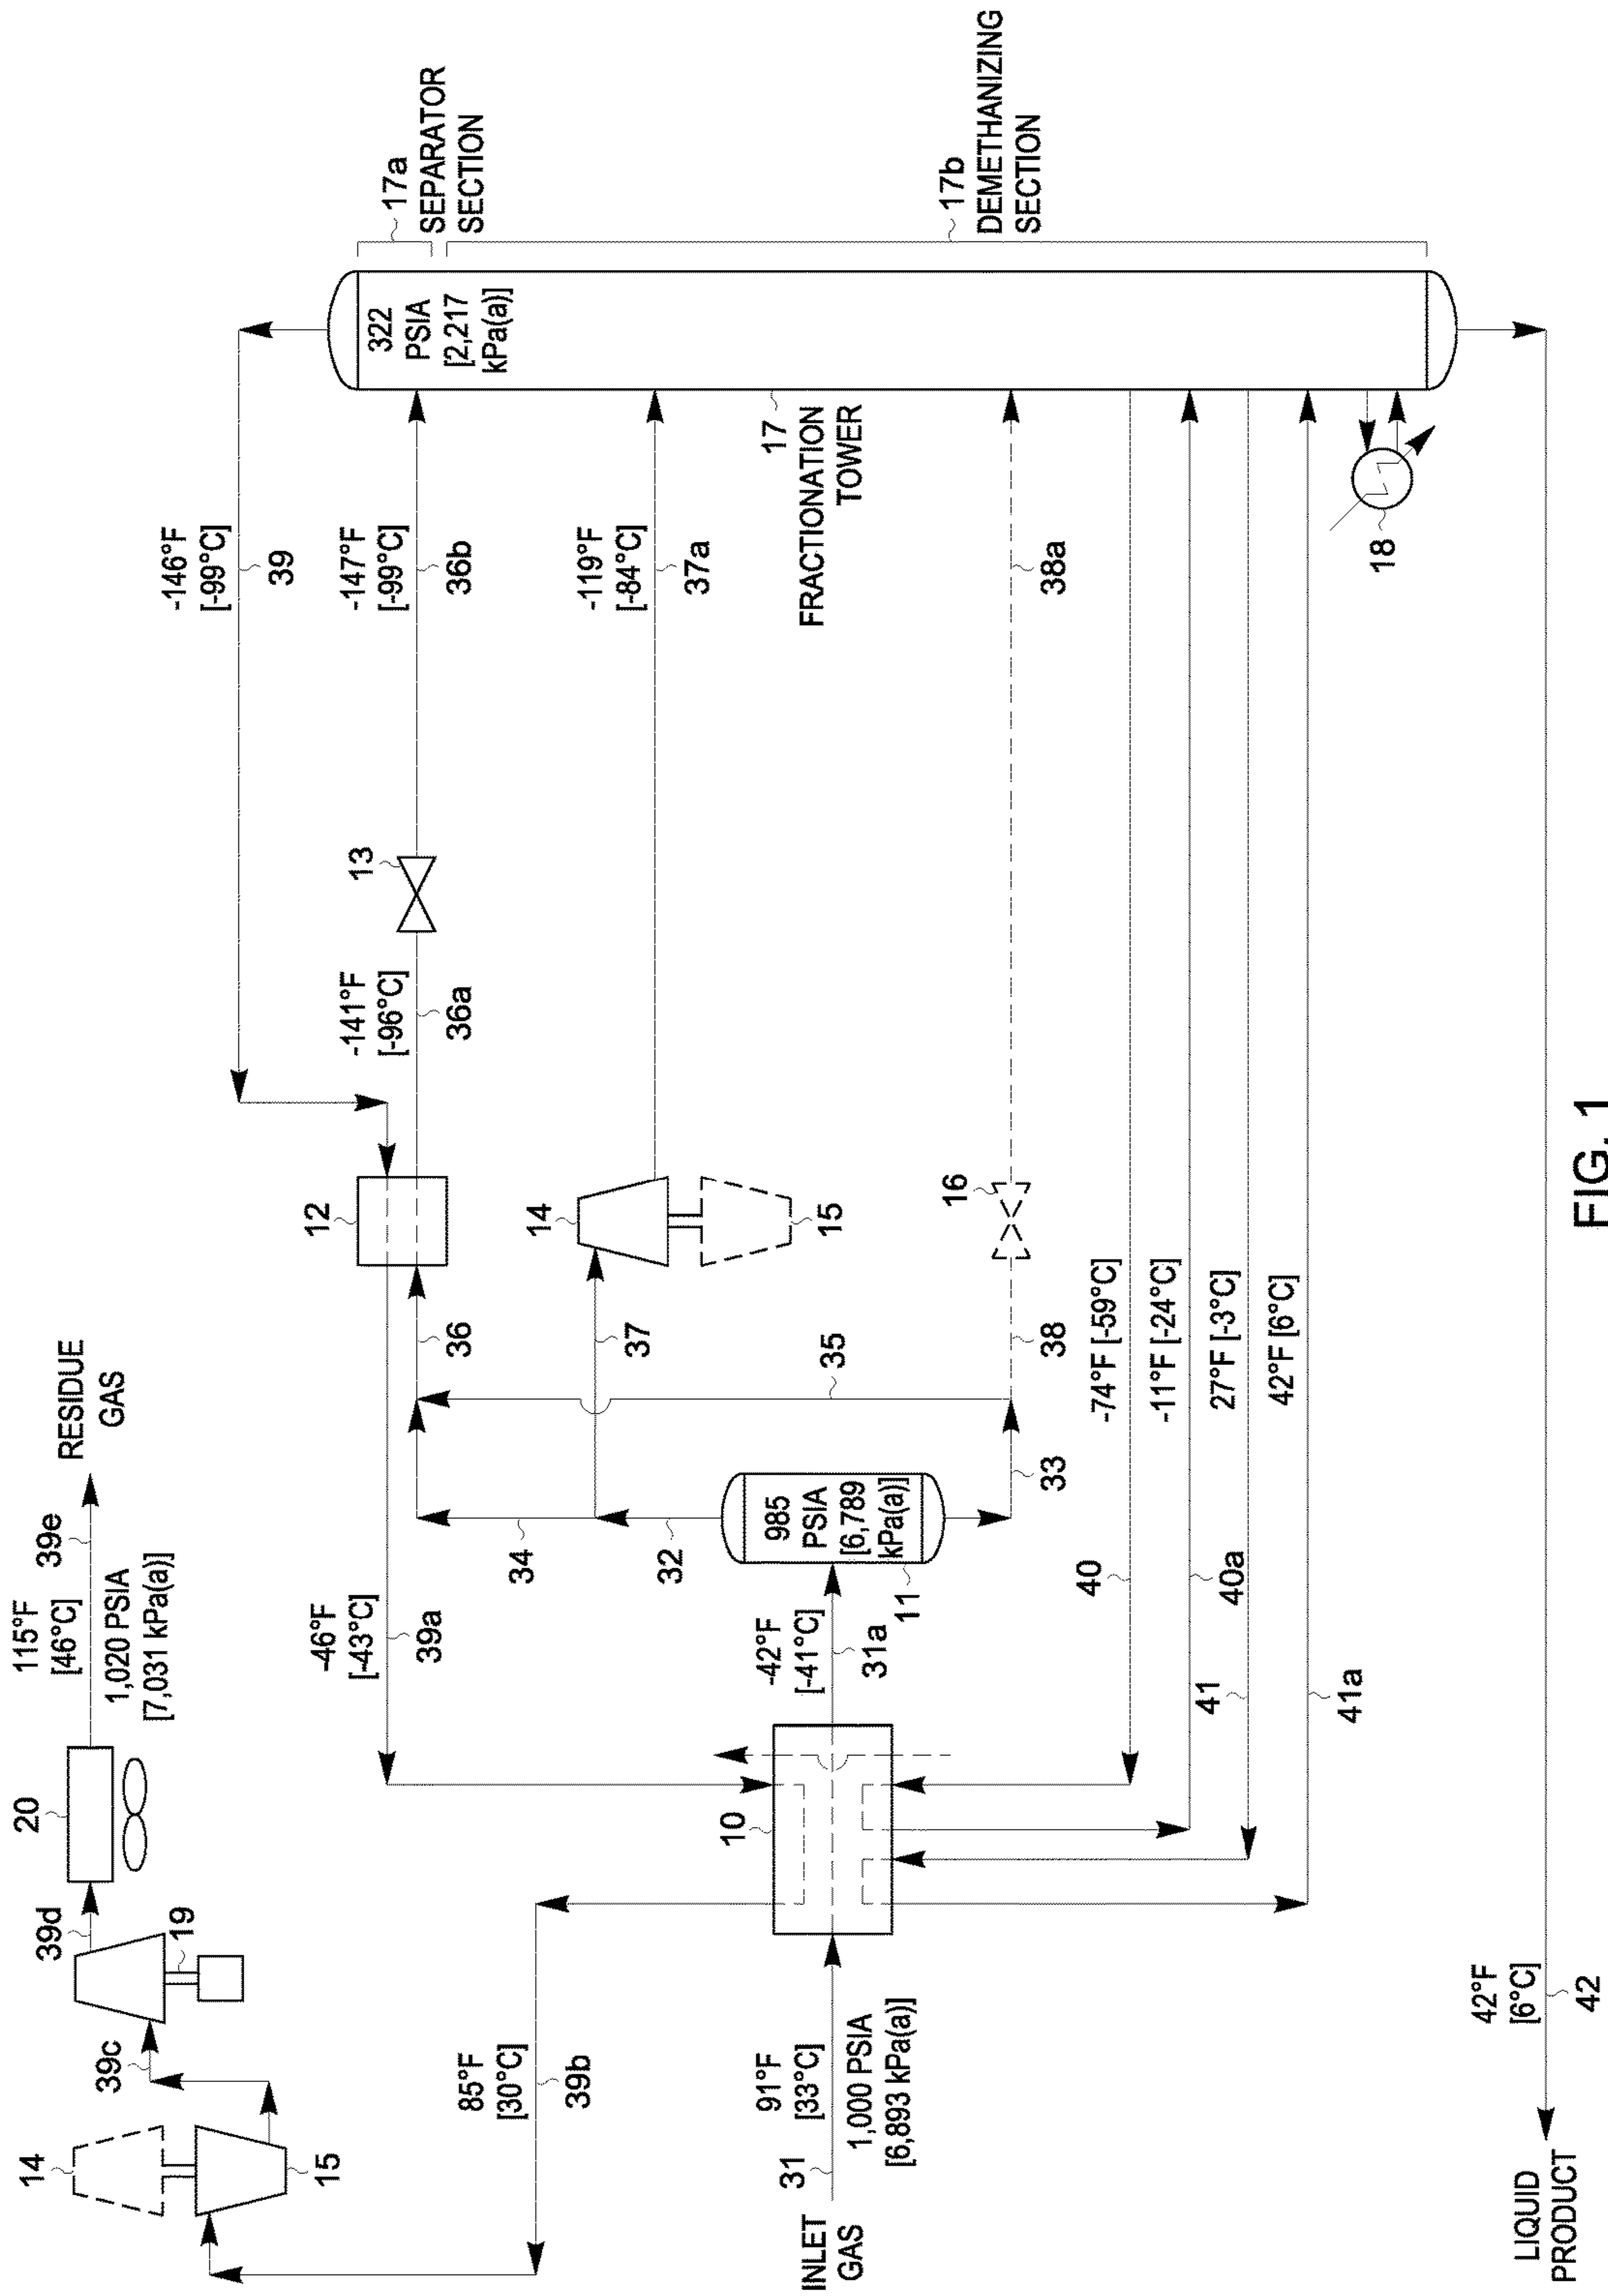 RESIDUE
GAS
39e
115°F
[46°C]
1,020 PSIA
[7,031 kPa(a)]
20
39d
19
39c
14
15
-146°F
[-99°C]
39
-147°F
[-99°C]
36b
13
-141°F
[-96°C]
36a
12
36
-46°F
[-43°C]
39a
85°F
[30°C]
39b
17a
SEPARATOR
SECTION
322
PSIA
[2,217
kPa(a)]
-119°F
[-84°C]
37a
14
15
37
34
32
35
985
PSIA
[6,789
kPa(a)]
11
-42°F
[-41°C]
31a
10
91°F
[33°C]
31
1,000 PSIA
[6,893 kPa(a)]
INLET
GAS
17
FRACTIONATION
TOWER
17b
DEMETHANIZING
SECTION
38a
16
38
33
-74°F [-59°C]
40
-11°F [-24°C]
40a
27°F [-3°C]
41
42°F [6°C]
41a
18
42°F
[6°C]
42
LIQUID
PRODUCT
FIG. 1